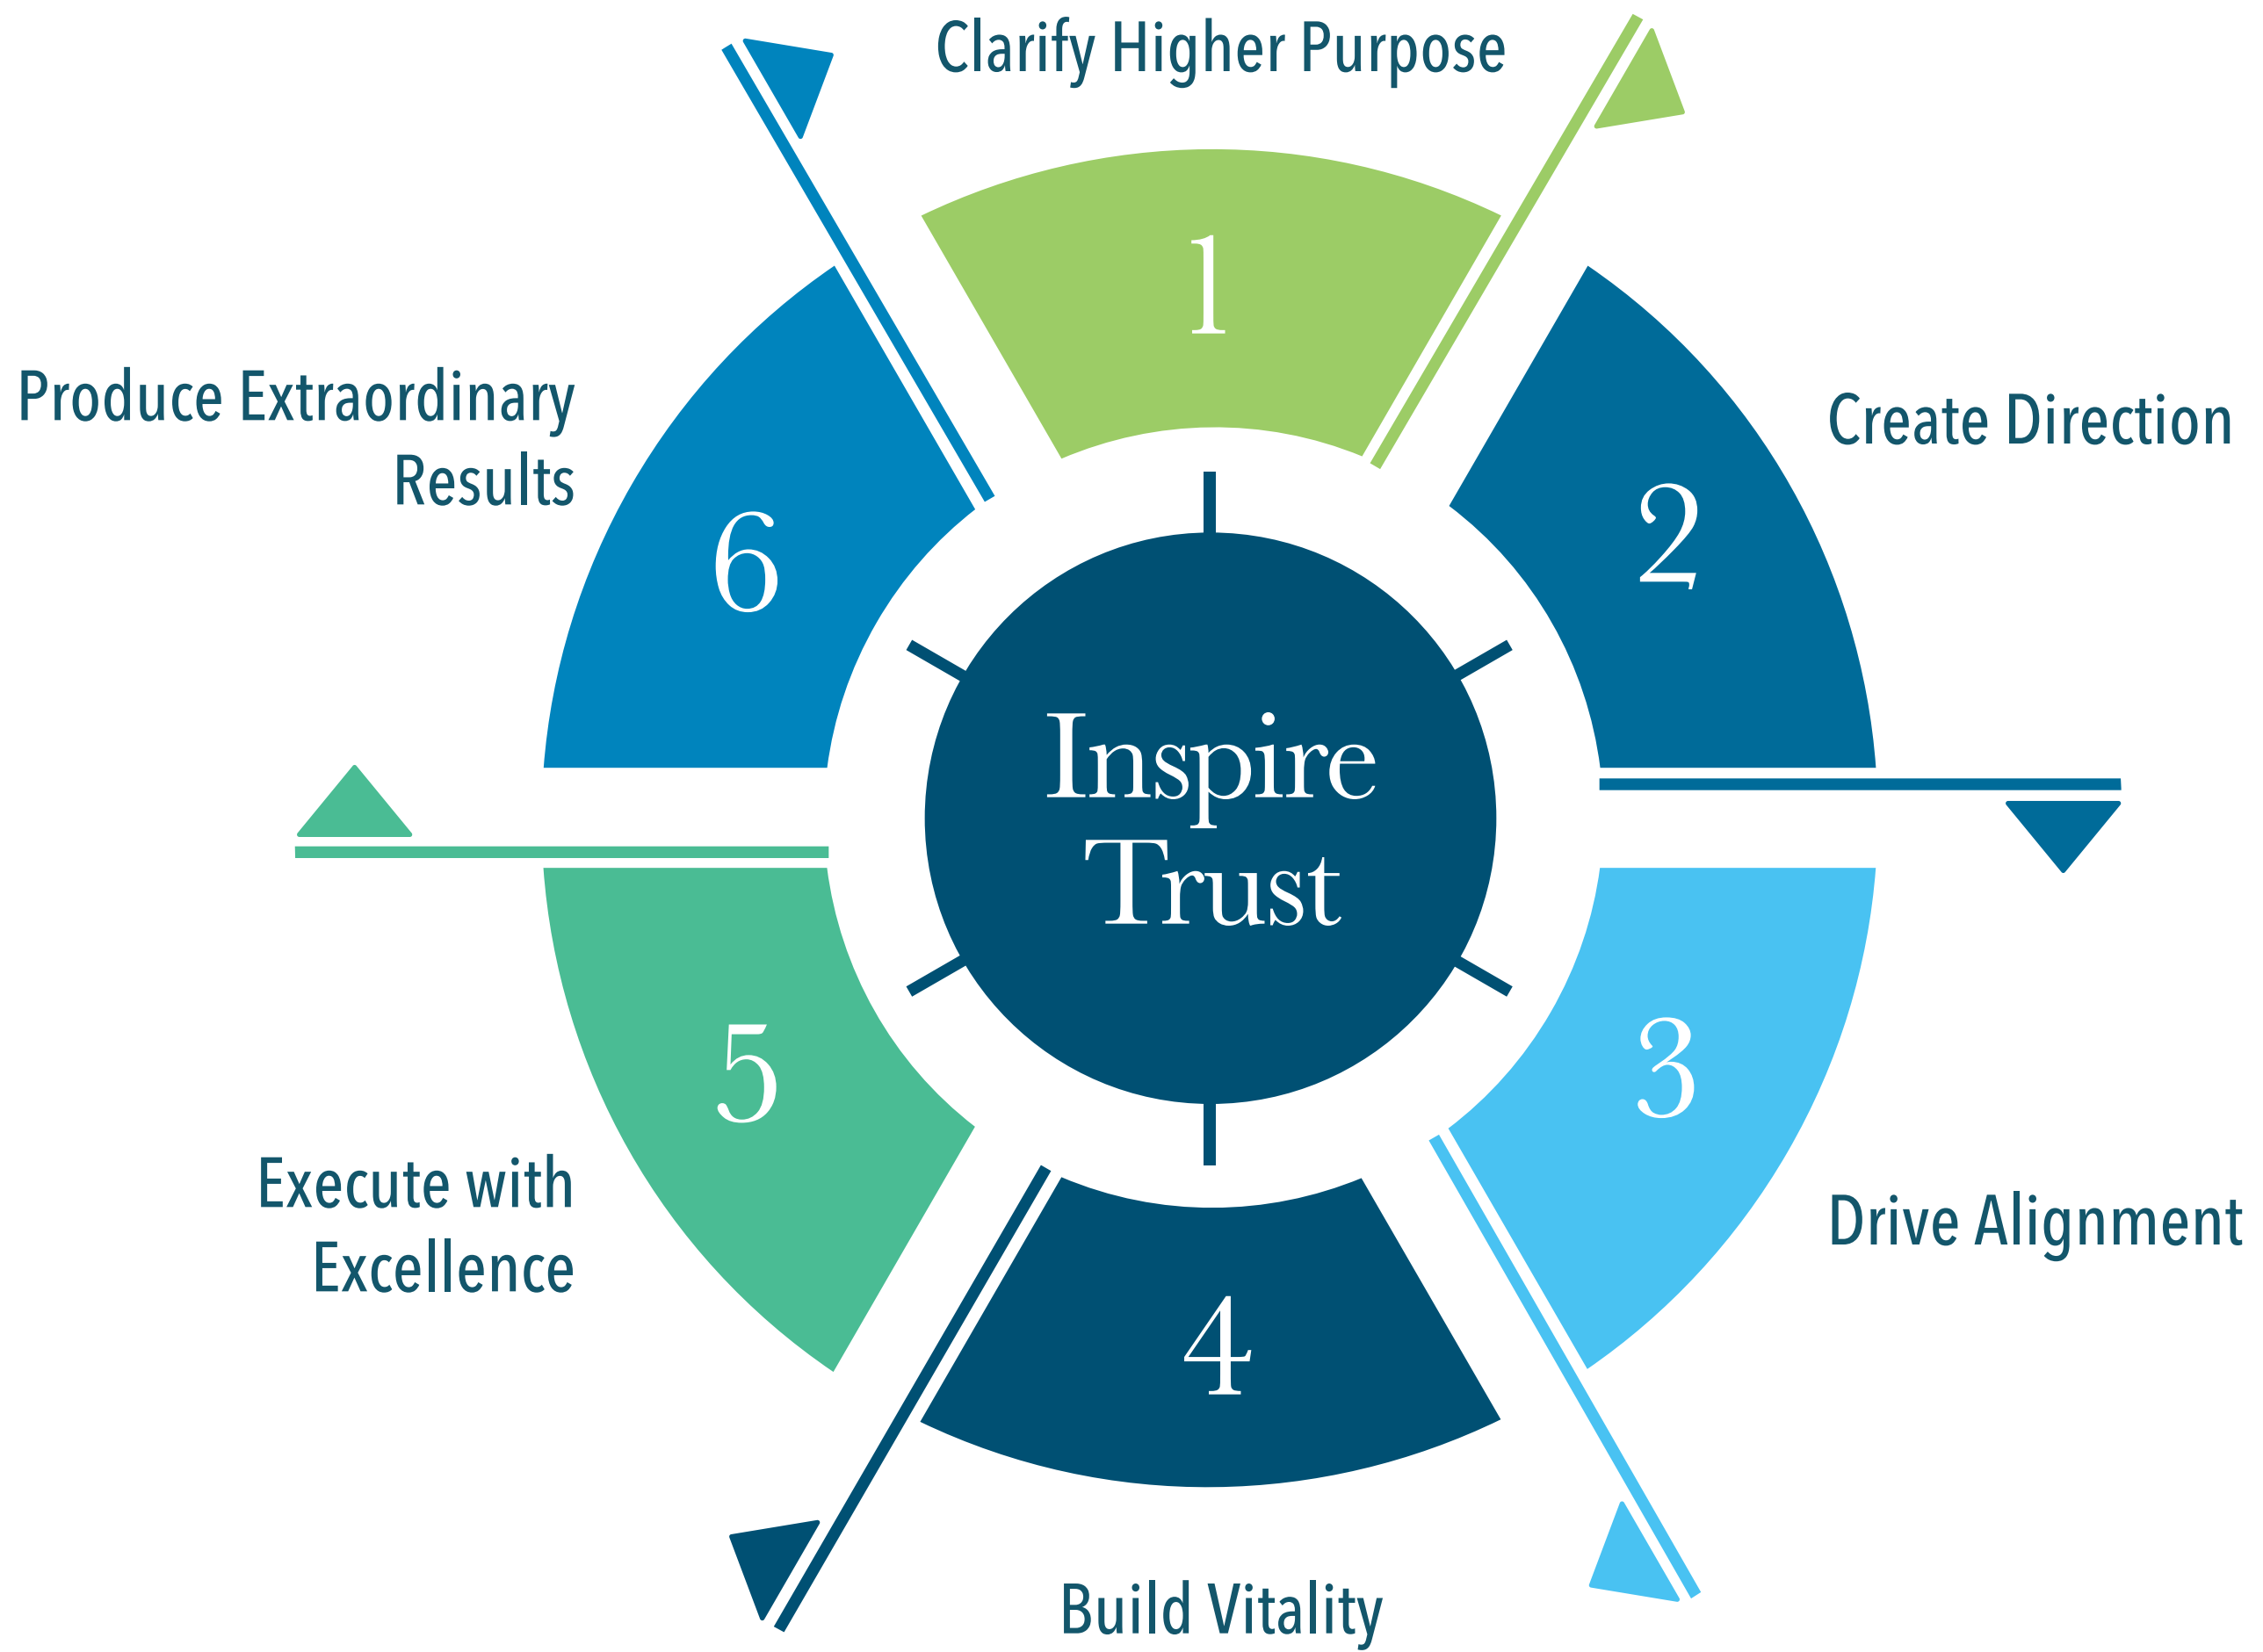 Clarify Higher Purpose
1
Create Direction
2
Drive Alignment
3
Build Vitality
4
Execute with
Excellence
5
Produce Extraordinary
Results
6
Inspire
Trust